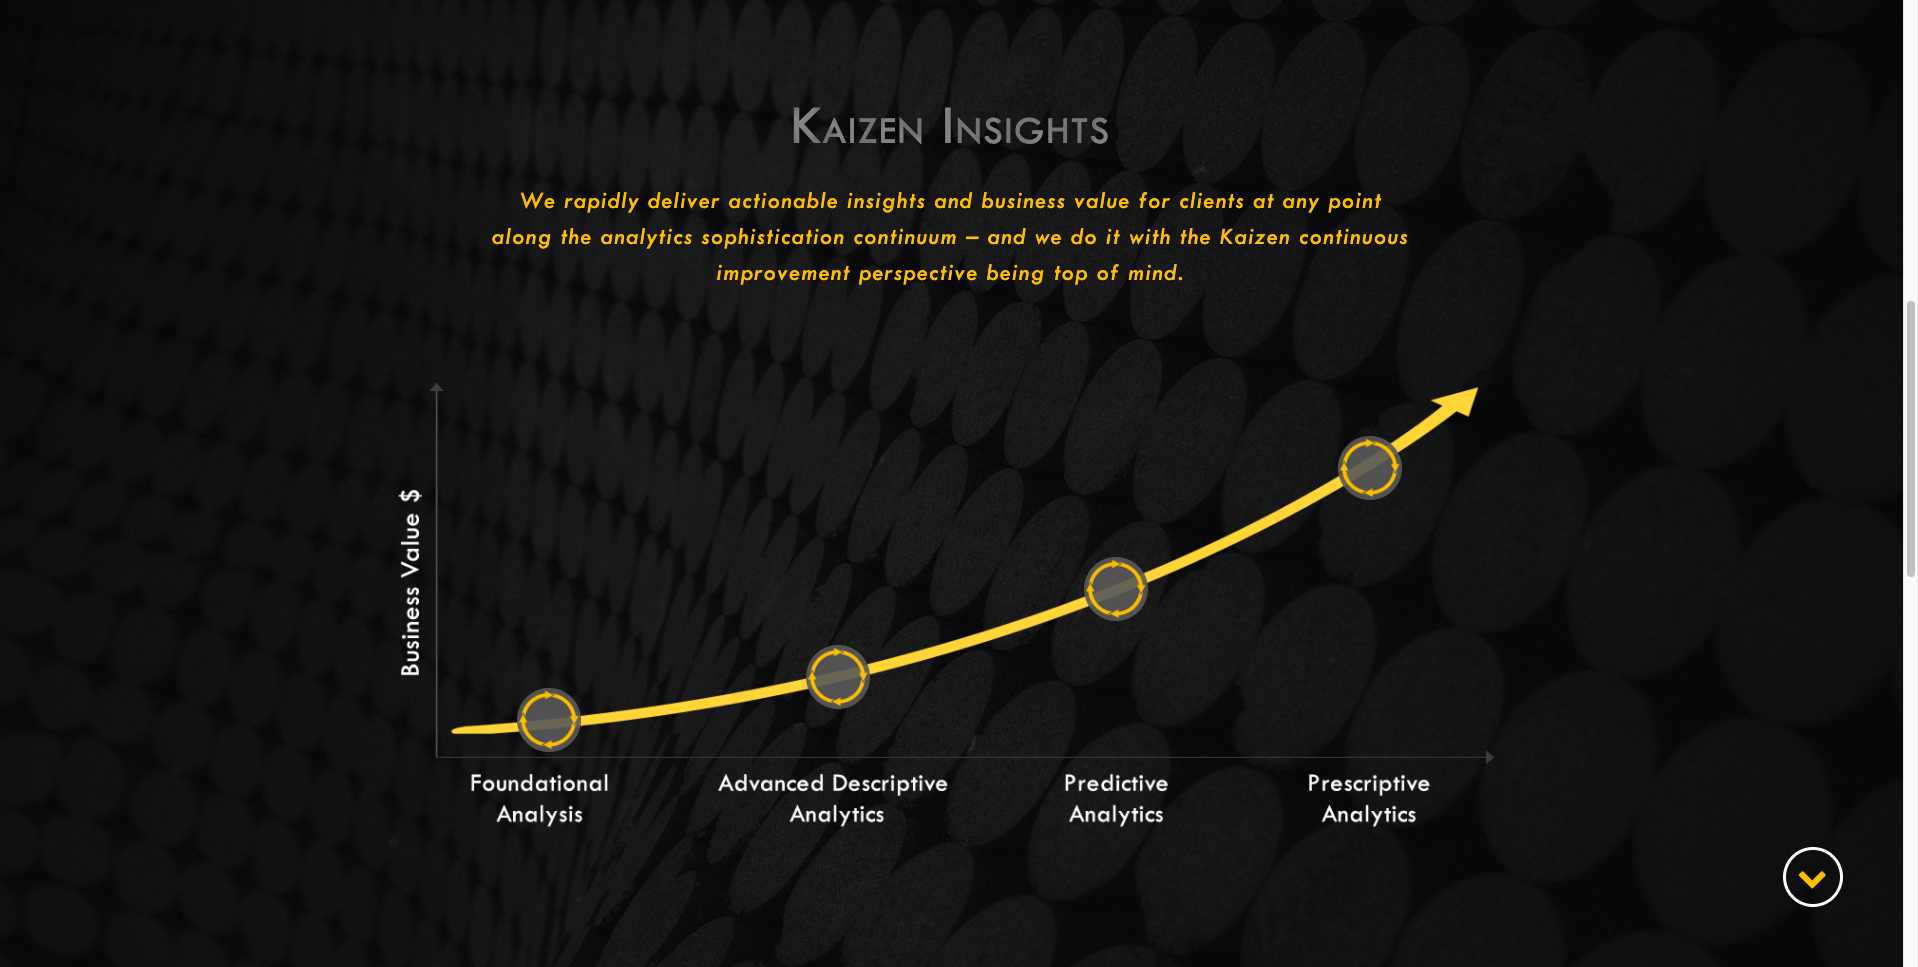 Kaizen Insights
We rapidly deliver actionable insights and business value for clients at any point
along the analytics sophistication continuum – and we do it with the Kaizen continuous
improvement perspective being top of mind.
Business Value $
Foundational
Analysis
Advanced Descriptive
Analytics
Predictive
Analytics
Prescriptive
Analytics